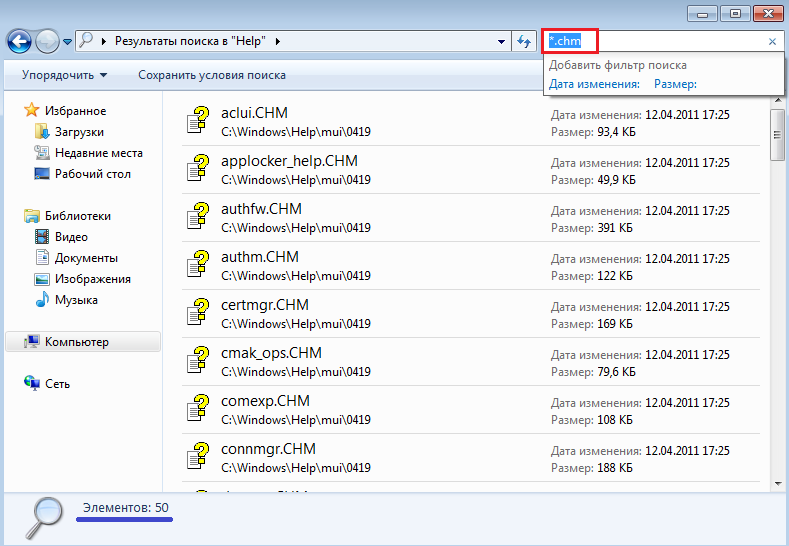 Результаты поиска в "Help"
*.chm
Добавить фильтр поиска
Дата изменения: Размер:
Упорядочить
Сохранить условия поиска
Избранное
Загрузки
Недавние места
Рабочий стол
Библиотеки
Видео
Документы
Изображения
Музыка
Компьютер
Сеть
aclui.CHM
C:\Windows\Help\mui\0419
Дата изменения: 12.04.2011 17:25
Размер: 93,4 КБ
applocker_help.CHM
C:\Windows\Help\mui\0419
Дата изменения: 12.04.2011 17:25
Размер: 49,9 КБ
authfw.CHM
C:\Windows\Help\mui\0419
Дата изменения: 12.04.2011 17:25
Размер: 391 КБ
authm.CHM
C:\Windows\Help\mui\0419
Дата изменения: 12.04.2011 17:25
Размер: 122 КБ
certmgr.CHM
C:\Windows\Help\mui\0419
Дата изменения: 12.04.2011 17:25
Размер: 169 КБ
cmak_ops.CHM
C:\Windows\Help\mui\0419
Дата изменения: 12.04.2011 17:25
Размер: 79,6 КБ
comexp.CHM
C:\Windows\Help\mui\0419
Дата изменения: 12.04.2011 17:25
Размер: 108 КБ
connmgr.CHM
C:\Windows\Help\mui\0419
Дата изменения: 12.04.2011 17:25
Размер: 188 КБ
Элементов: 50